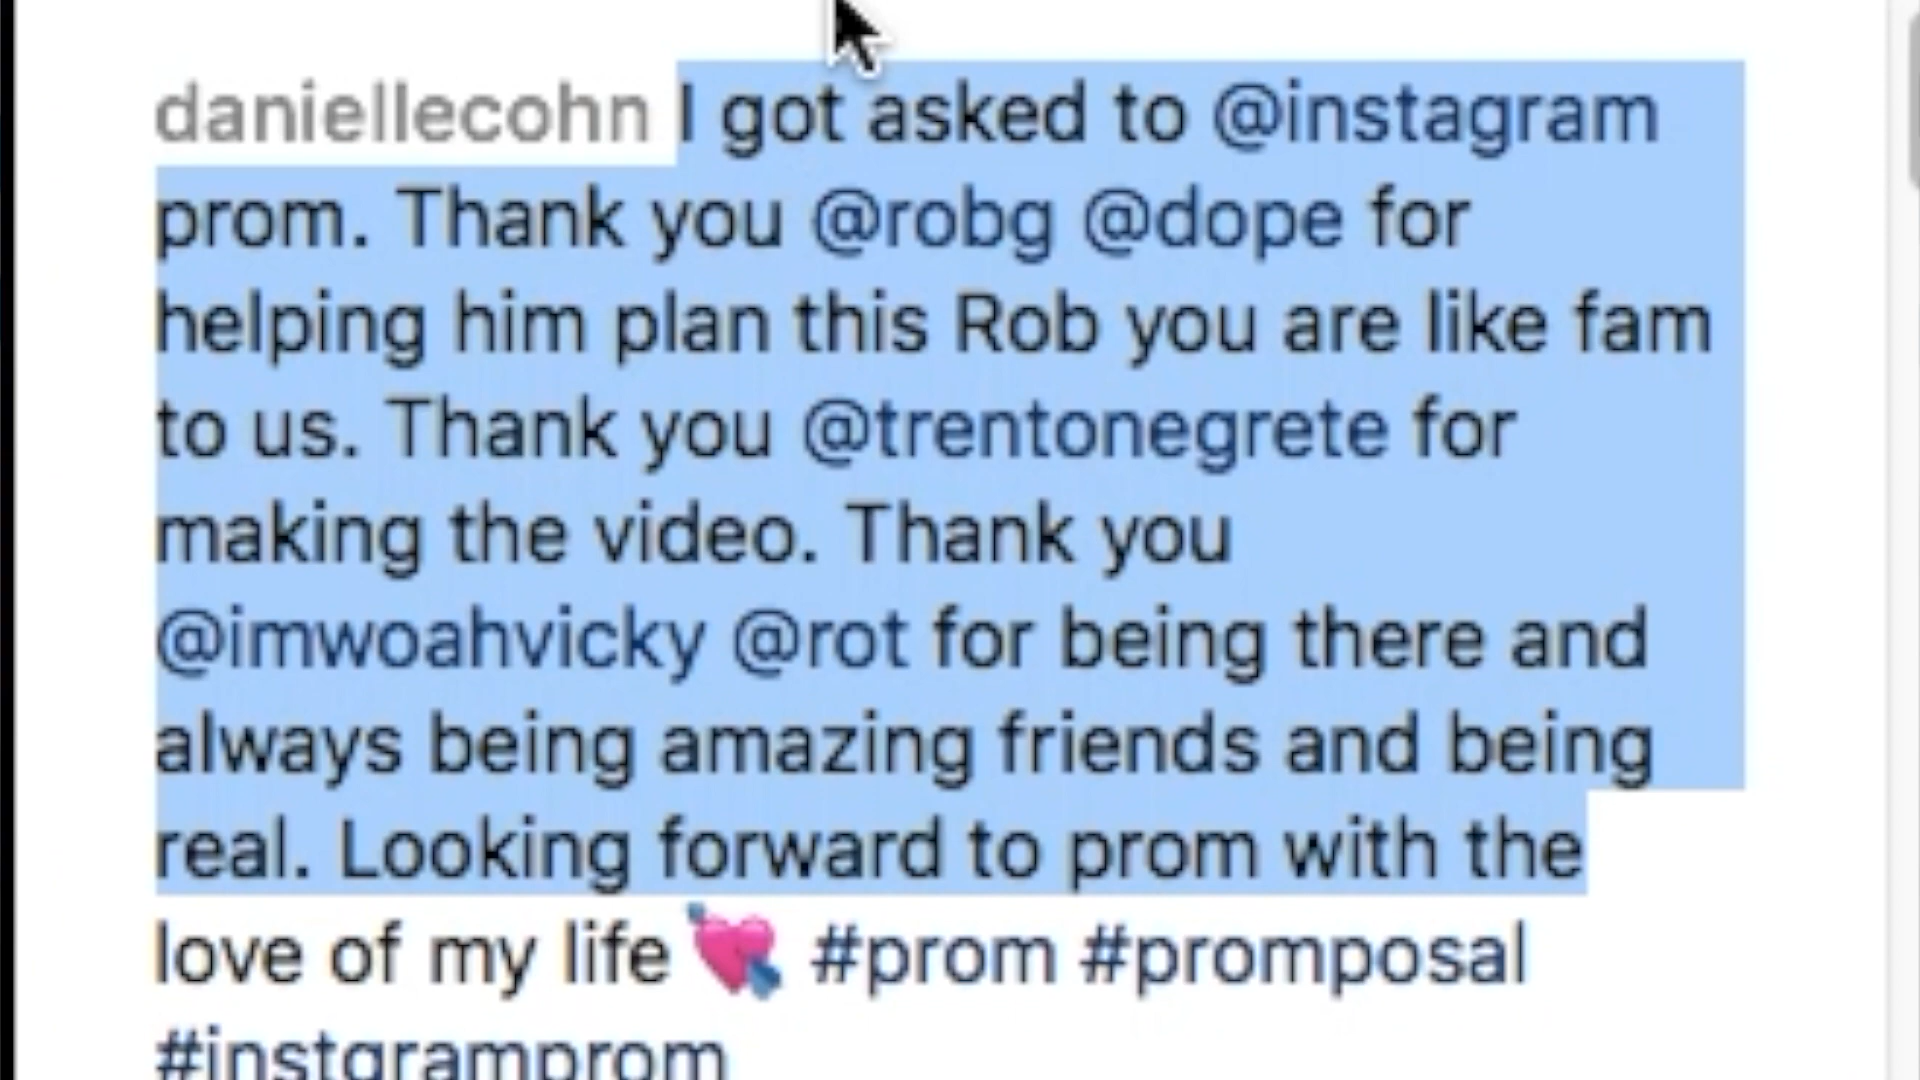 daniellecohn I got asked to @instagram
prom. Thank you @robg @dope for
helping him plan this Rob you are like fam
to us. Thank you @trentonegrete for
making the video. Thank you
@imwoahvicky @rot for being there and
always being amazing friends and being
real. Looking forward to prom with the
love of my life 💘 #prom #promposal
#instgramprom